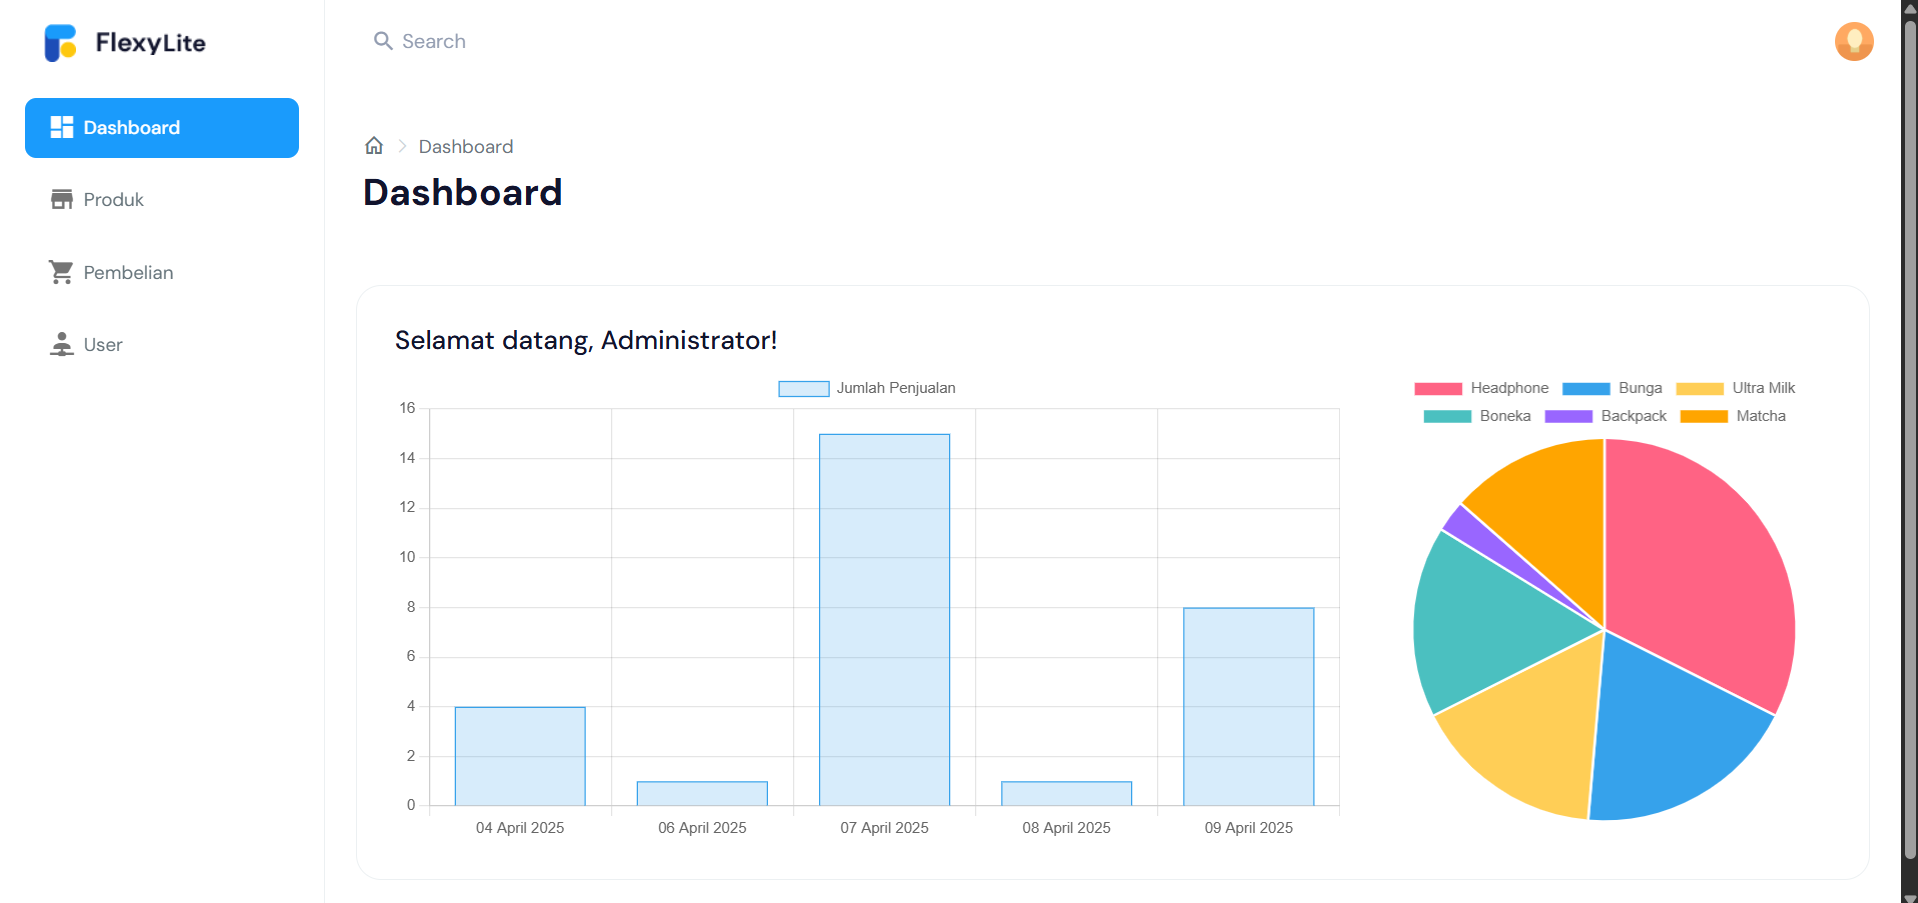 FlexyLite
Search
Dashboard
Produk
Pembelian
User
Dashboard
Dashboard
Selamat datang, Administrator!
Jumlah Penjualan
16
14
12
10
8
6
4
2
0
04 April 2025 06 April 2025 07 April 2025 08 April 2025 09 April 2025
Headphone Bunga Ultra Milk
Boneka Backpack Matcha